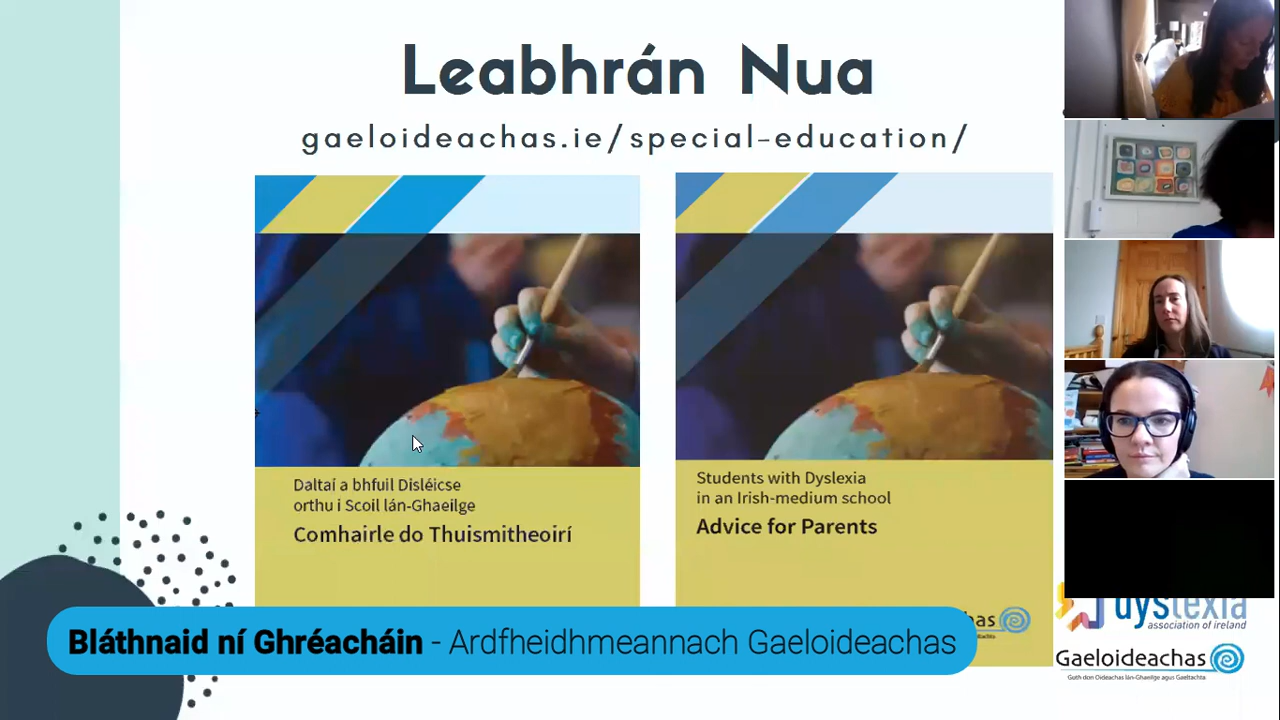 Leabhrán Nua
gaeloideachas.ie/special-education/
Daltaí a bhfuil Disléicse
orthu i Scoil lán-Ghaeilge
Comhairle do Thuismitheoirí
Students with Dyslexia
in an Irish-medium school
Advice for Parents
Bláthnaid ní Ghréacháin - Ardfheidhmeannach Gaeloideachas
dyslexia
association of ireland
Gaeloideachas
Guth don Oideachas lán-Ghaeilge agus Gaeltachta